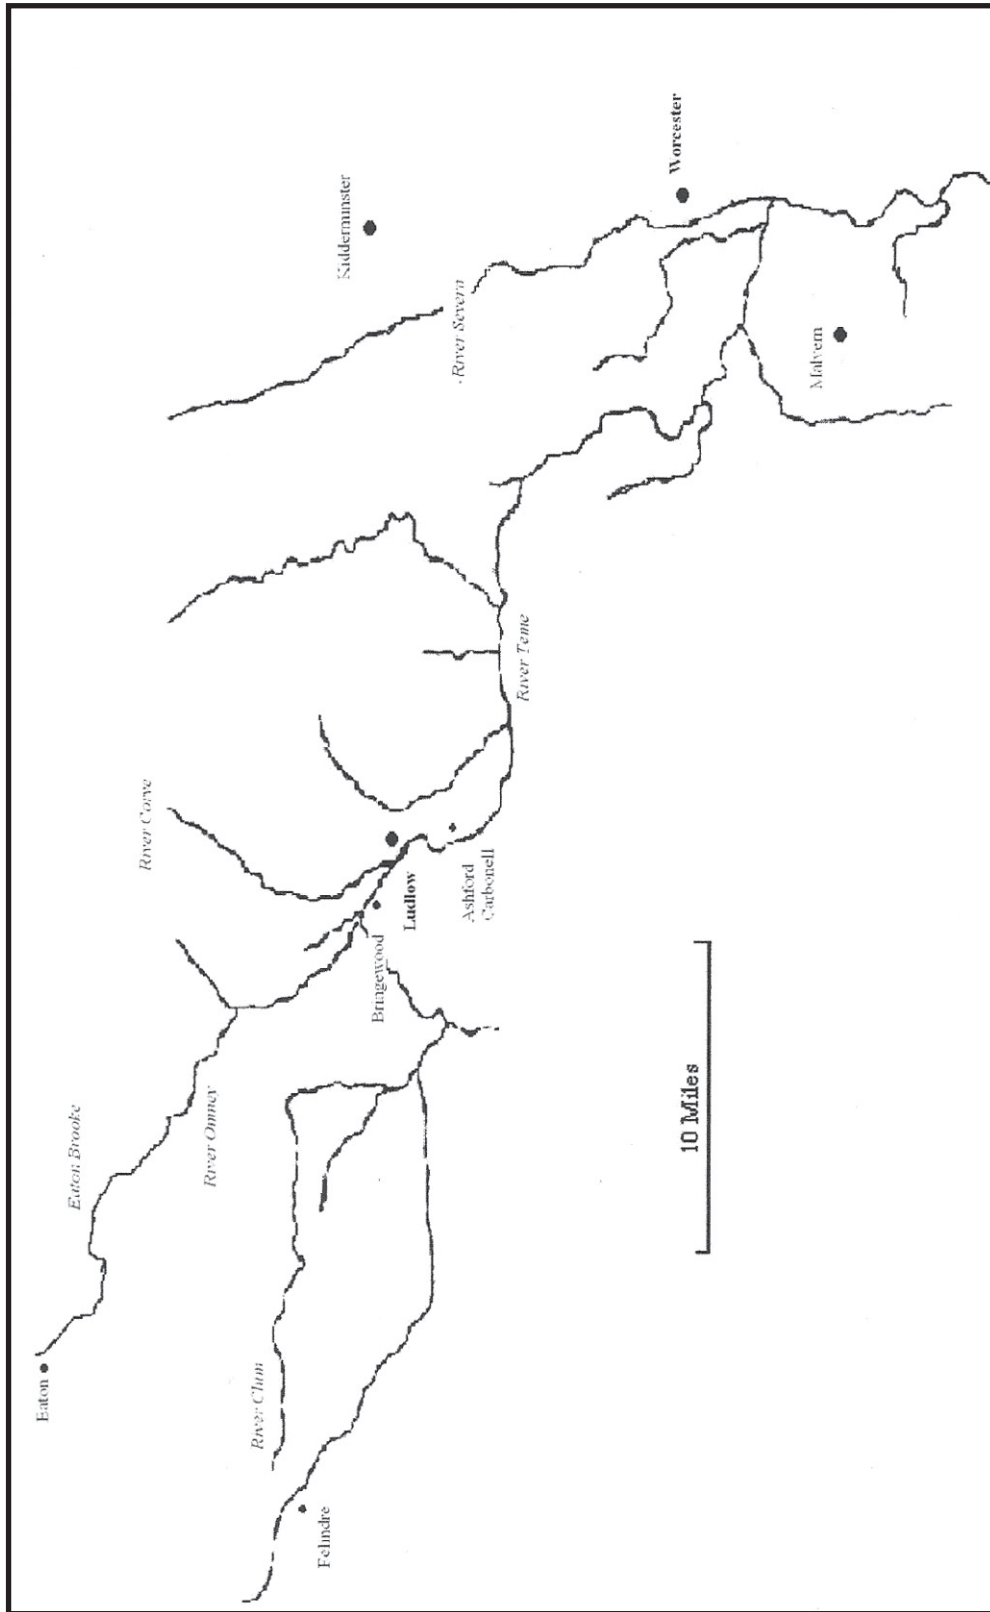 Kidderminster
Worcester
River Severn
Malvern
River Teme
River Corve
Ludlow
Ashford
Carbonell
Bringewood
Eaton Brooke
River Onney
10 Miles
Eaton
River Clun
Felindre